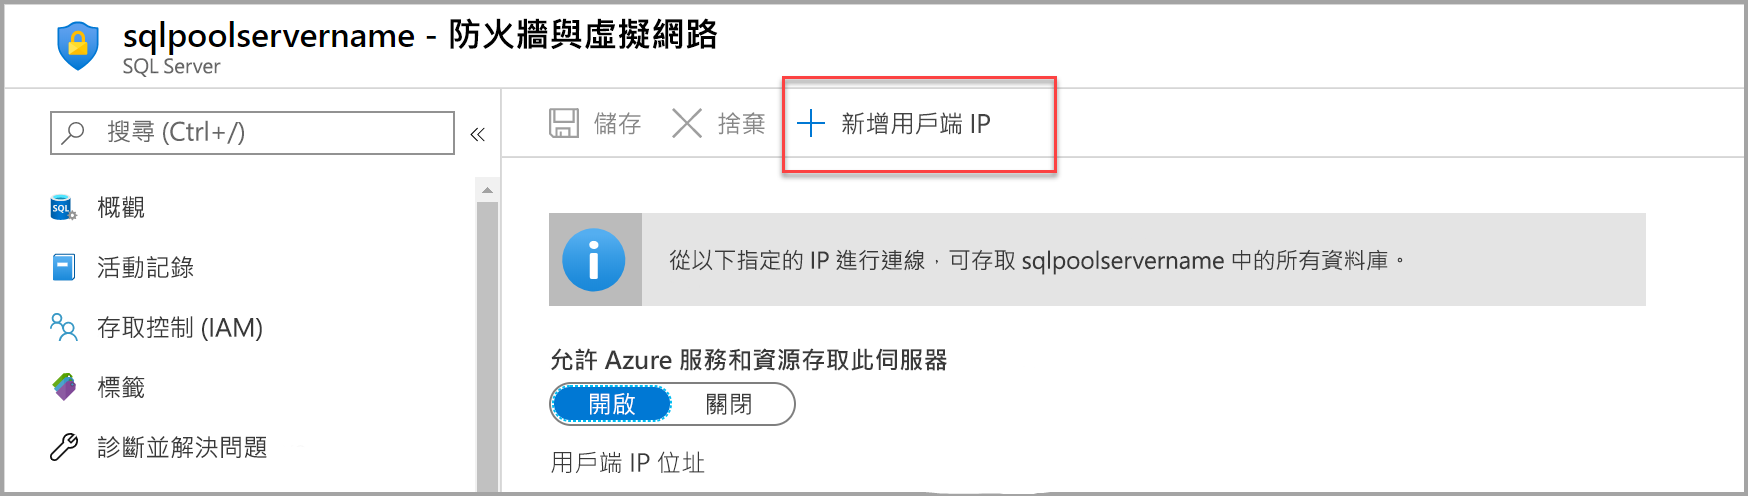 sqlpoolservername - 防火牆與虛擬網路
SQL Server
搜尋 (Ctrl+/)
«
儲存
捨棄
新增用戶端 IP
SQL
概觀
活動記錄
存取控制 (IAM)
標籤
診斷並解決問題
從以下指定的 IP 進行連線，可存取 sqlpoolservername 中的所有資料庫。
允許 Azure 服務和資源存取此伺服器
開啟
關閉
用戶端 IP 位址